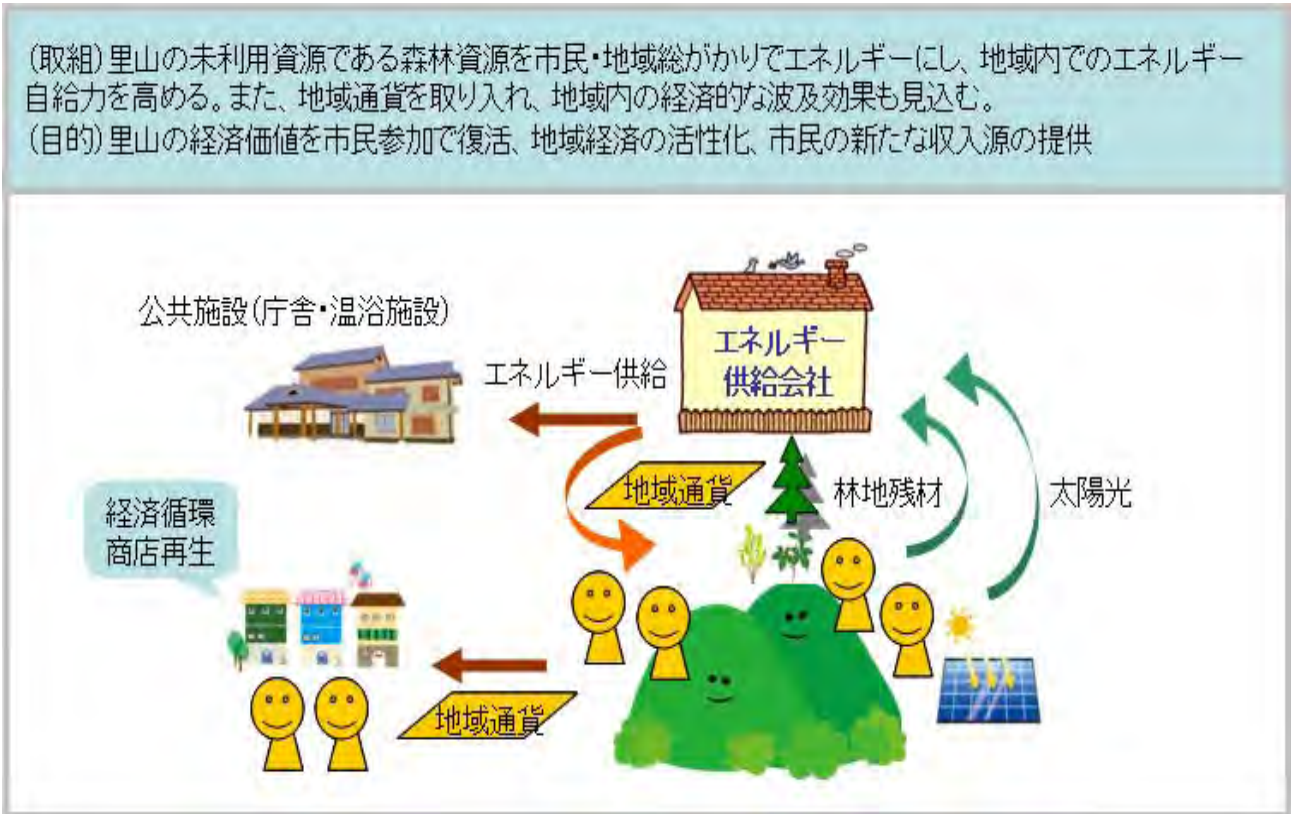 (取組)里山の未利用資源である森林資源を市民・地域総がかりでエネルギーにし、地域内でのエネルギー
自給力を高める。また、地域通貨を取り入れ、地域内の経済的な波及効果も見込む。
(目的)里山の経済価値を市民参加で復活、地域経済の活性化、市民の新たな収入源の提供
公共施設(庁舎・温浴施設)
エネルギー供給
エネルギー
供給会社
地域通貨
林地残材
太陽光
経済循環
商店再生
地域通貨